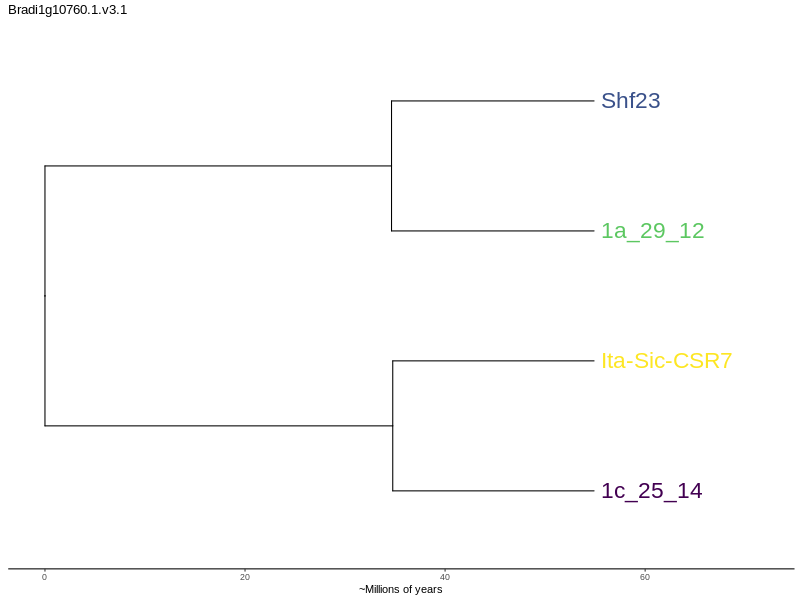 Bradi1g10760.1.v3.1
Shf23
1a_29_12
Ita-Sic-CSR7
1c_25_14
0 20 40 60
~Millions of years